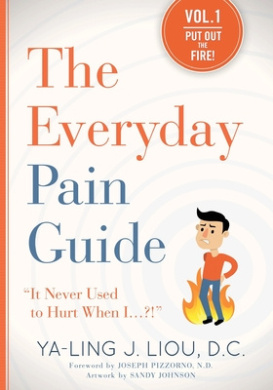 VOL.1
PUT OUT
THE
FIRE!
The
Everyday
Pain
Guide
“It Never Used
to Hurt When I...?!”
YA-LING J. LIOU, D.C.
Foreword by JOSEPH PIZZORNO, N.D.
Artwork by SANDY JOHNSON